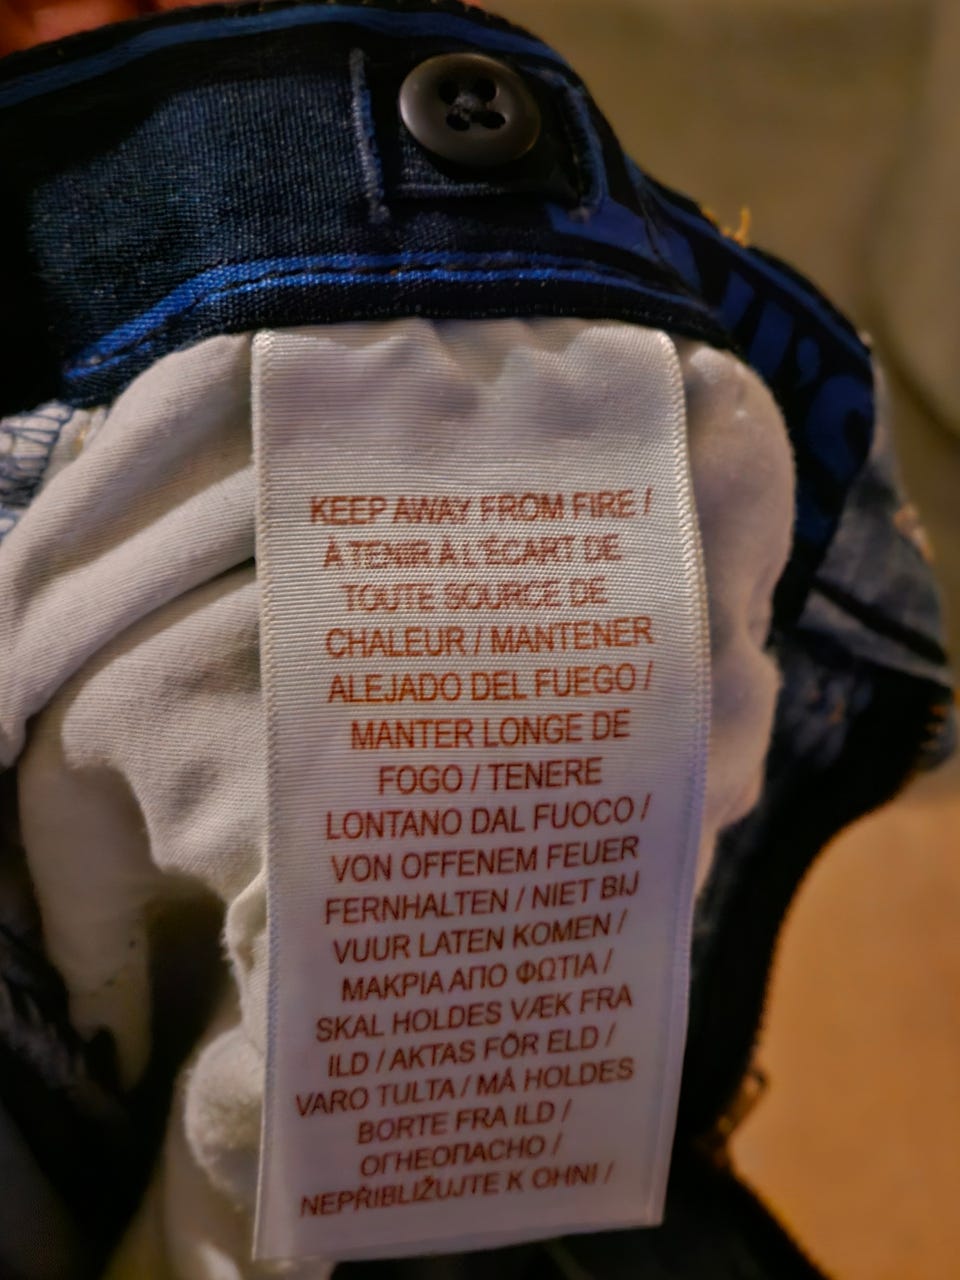 KEEP AWAY FROM FIRE /
À TENIR À L'ÉCART DE
TOUTE SOURCE DE
CHALEUR / MANTENER
ALEJADO DEL FUEGO /
MANTER LONGE DE
FOGO / TENERE
LONTANO DAL FUOCO /
VON OFFENEM FEUER
FERNHALTEN / NIET BIJ
VUUR LATEN KOMEN /
ΜΑΚΡΙΑ ΑΠΟ ΦΩΤΙΑ /
SKAL HOLDES VÆK FRA
ILD / AKTAS FÖR ELD /
VARO TULTA / MÅ HOLDES
BORTE FRA ILD /
ОГНЕОПАСНО /
NEPŘIBLIŽUJTE K OHNI /